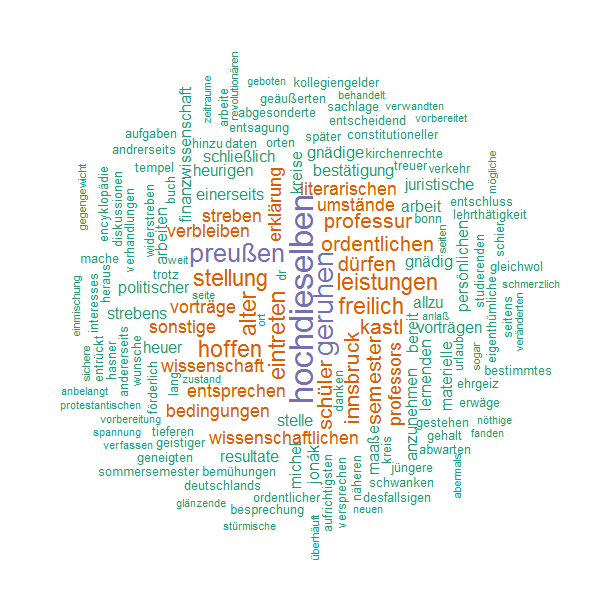 geboten
kollegiengelder
behandelt
zeitraume
revolutionären
arbeite
geäußerten
sachlage
verwandten
abgesonderte
entscheidend
vorbereitet
finanzwissenschaft
aufgaben
entsagung
später
constitutioneller
andrerseits
hinzu
daten
orten
gnädige
kirchenrechte
mögliche
schließlich
kreise
tempel
heurigen
erklärung
bestätigung
treuer
verkehr
gegengewicht
encyklopädie
diskussionen
verhandlungen
widerstreben
buch
arbeiten
einerseits
literarischen
juristische
entschluss
streben
umstände
arbeit
lehrthätigkeit
verbleiben
professur
bonn
seiten
schien
hochdieselben
preußen
ordentlichen
persönlichen
studierenden
gleichwol
mache
weit
heraus
trotz
stellung
dr
geruhen
dürfen
gnädig
schmerzlich
politischer
seite
alter
eintreten
leistungen
eigenthümliche
seitens
veränderten
einmischung
interesses
strebens
vorträge
ort
freilich
allzu
anlaß
sonstige
kastl
bereit
vorträgen
sichere
entrückt
hasner
andererseits
wunsche
heuer
hoffen
innsbruck
semester
professors
urlaub
sogar
wissenschaft
schüler
lernenden
materielle
bestimmtes
anbelangt
förderlich
lang
zustand
entsprechen
danken
anzunehmen
ehrgeiz
protestantischen
bedingungen
erwäge
vorbereitung
stelle
gestehen
nöthige
spannung
tieferen
wissenschaftlichen
maaße
kreis
gehalt
fanden
verfassen
geistiger
abwarten
geneigten
resultate
michel
jonák
jüngere
abermals
sommersemester
bemühungen
aufrichtigsten
versprechen
näheren
schwanken
deutschlands
desfallsigen
glänzende
ordentlicher
neuen
besprechung
stürmische
überhäuft